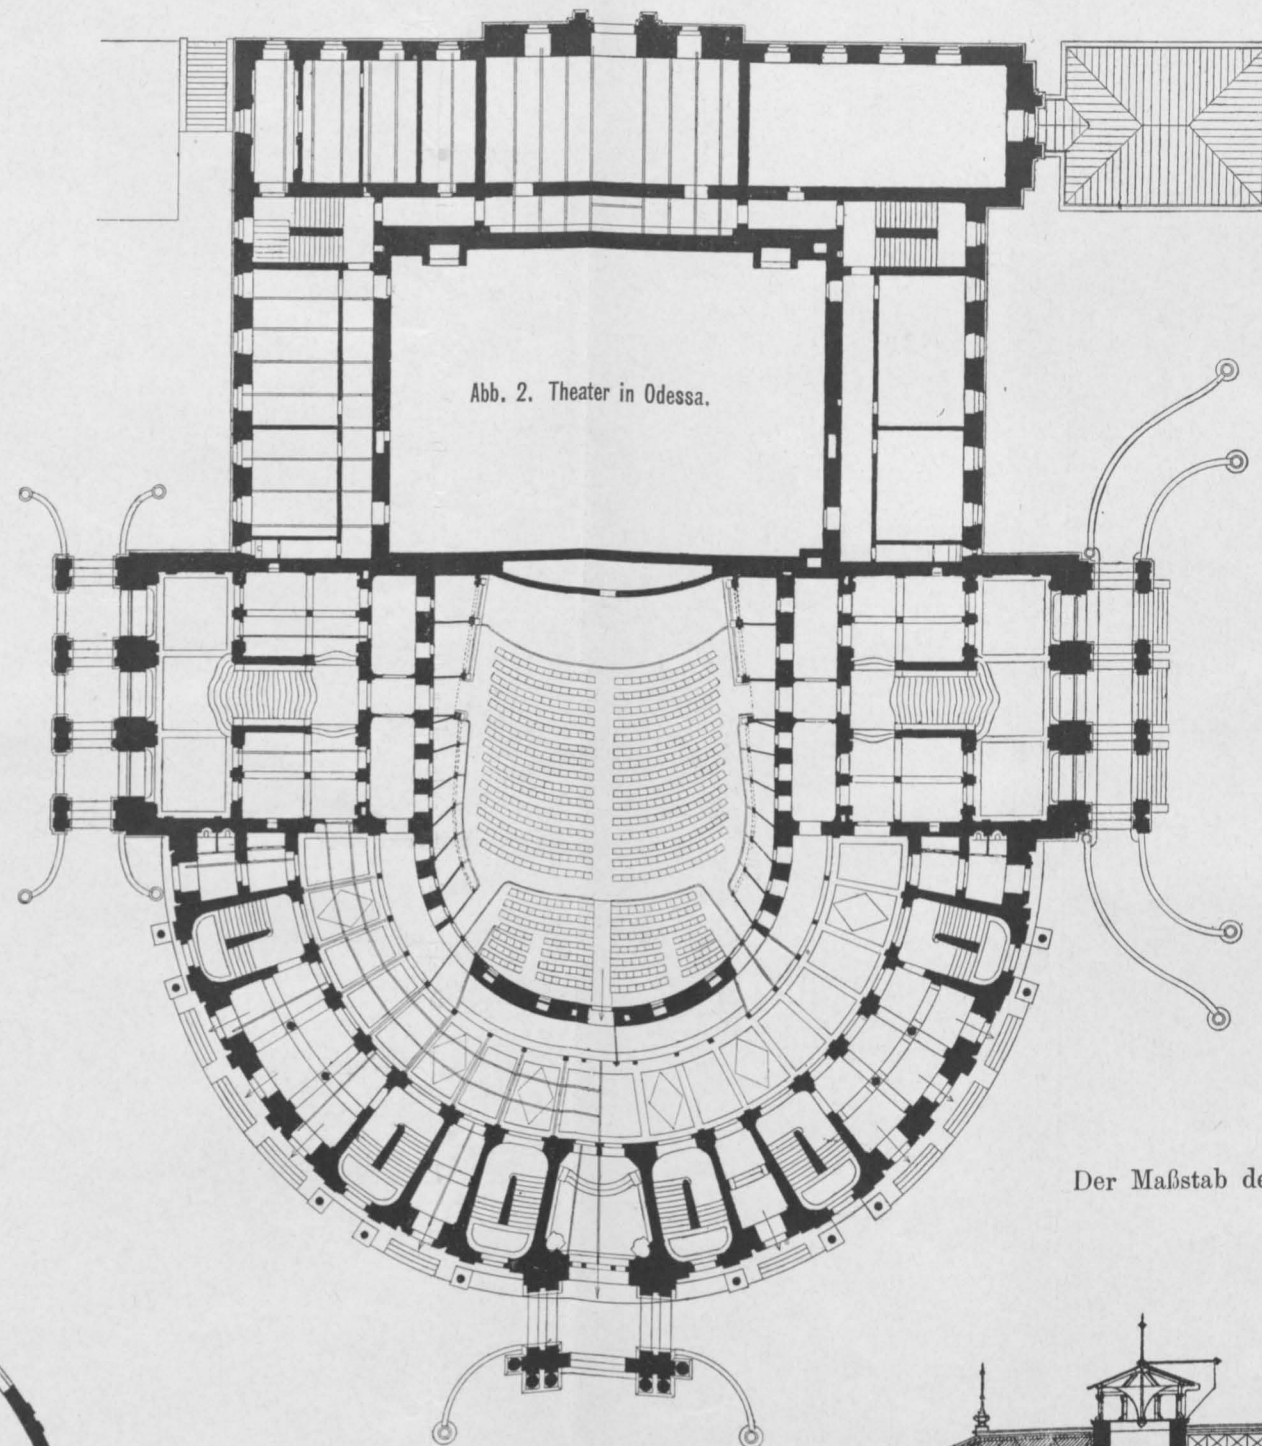 Abb. 2. Theater in Odessa.
Der Maßstab de